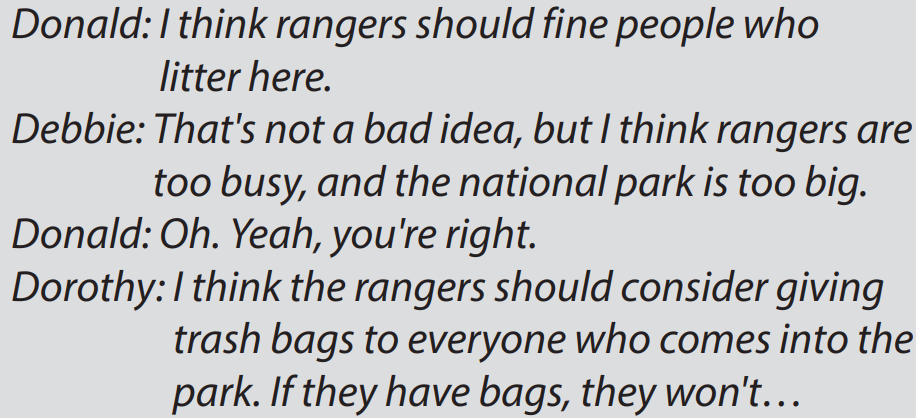 Donald: I think rangers should fine people who
litter here.
Debbie: That's not a bad idea, but I think rangers are
too busy, and the national park is too big.
Donald: Oh. Yeah, you're right.
Dorothy: I think the rangers should consider giving
trash bags to everyone who comes into the
park. If they have bags, they won't…